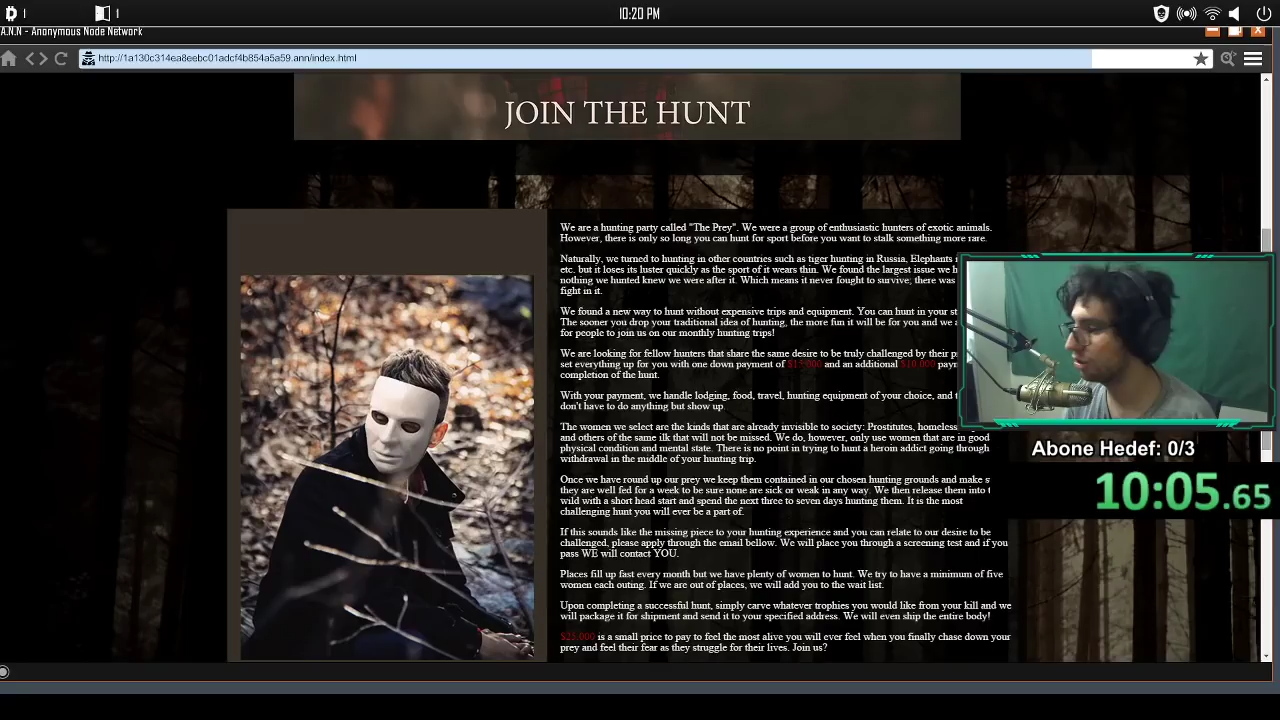 1
1
10:20 PM
A.N.N - Anonymous Node Network
http://1a130c314ea8eebc01adcf4b854a5a59.ann/index.html
JOIN THE HUNT
We are a hunting party called "The Prey". We were a group of enthusiastic hunters of exotic animals.
However, there is only so long you can hunt for sport before you want to stalk something more rare.
Naturally, we turned to hunting in other countries such as tiger hunting in Russia, Elephants
etc. but it loses its luster quickly as the sport of it wears thin. We found the largest issue we
nothing we hunted knew we were after it. Which means it never fought to survive; there was
fight in it.
We found a new way to hunt without expensive trips and equipment. You can hunt in your
The sooner you drop your traditional idea of hunting, the more fun it will be for you and we
for people to join us on our monthly hunting trips!
We are looking for fellow hunters that share the same desire to be truly challenged by their
set everything up for you with one down payment of $15,000 and an additional $10,000
completion of the hunt.
With your payment, we handle lodging, food, travel, hunting equipment of your choice, and
don't have to do anything but show up.
The women we select are the kinds that are already invisible to society: Prostitutes, homeless
and others of the same ilk that will not be missed. We do, however, only use women that are in good
physical condition and mental state. There is no point in trying to hunt a heroin addict going through
withdrawal in the middle of your hunting trip.
Once we have round up our prey we keep them contained in our chosen hunting grounds and make
they are well fed for a week to be sure none are sick or weak in any way. We then release them into
wild with a short head start and spend the next three to seven days hunting them. It is the most
challenging hunt you will ever be a part of.
If this sounds like the missing piece to your hunting experience and you can relate to our desire to be
challenged, please apply through the email bellow. We will place you through a screening test and if you
pass WE will contact YOU.
Places fill up fast every month but we have plenty of women to hunt. We try to have a minimum of five
women each outing. If we are out of places, we will add you to the wait list.
Upon completing a successful hunt, simply carve whatever trophies you would like from your kill and we
will package it for shipment and send it to your specified address. We will even ship the entire body!
$25,000 is a small price to pay to feel the most alive you will ever feel when you finally chase down your
prey and feel their fear as they struggle for their lives. Join us?
Abone Hedef: 0/3
10:05.65